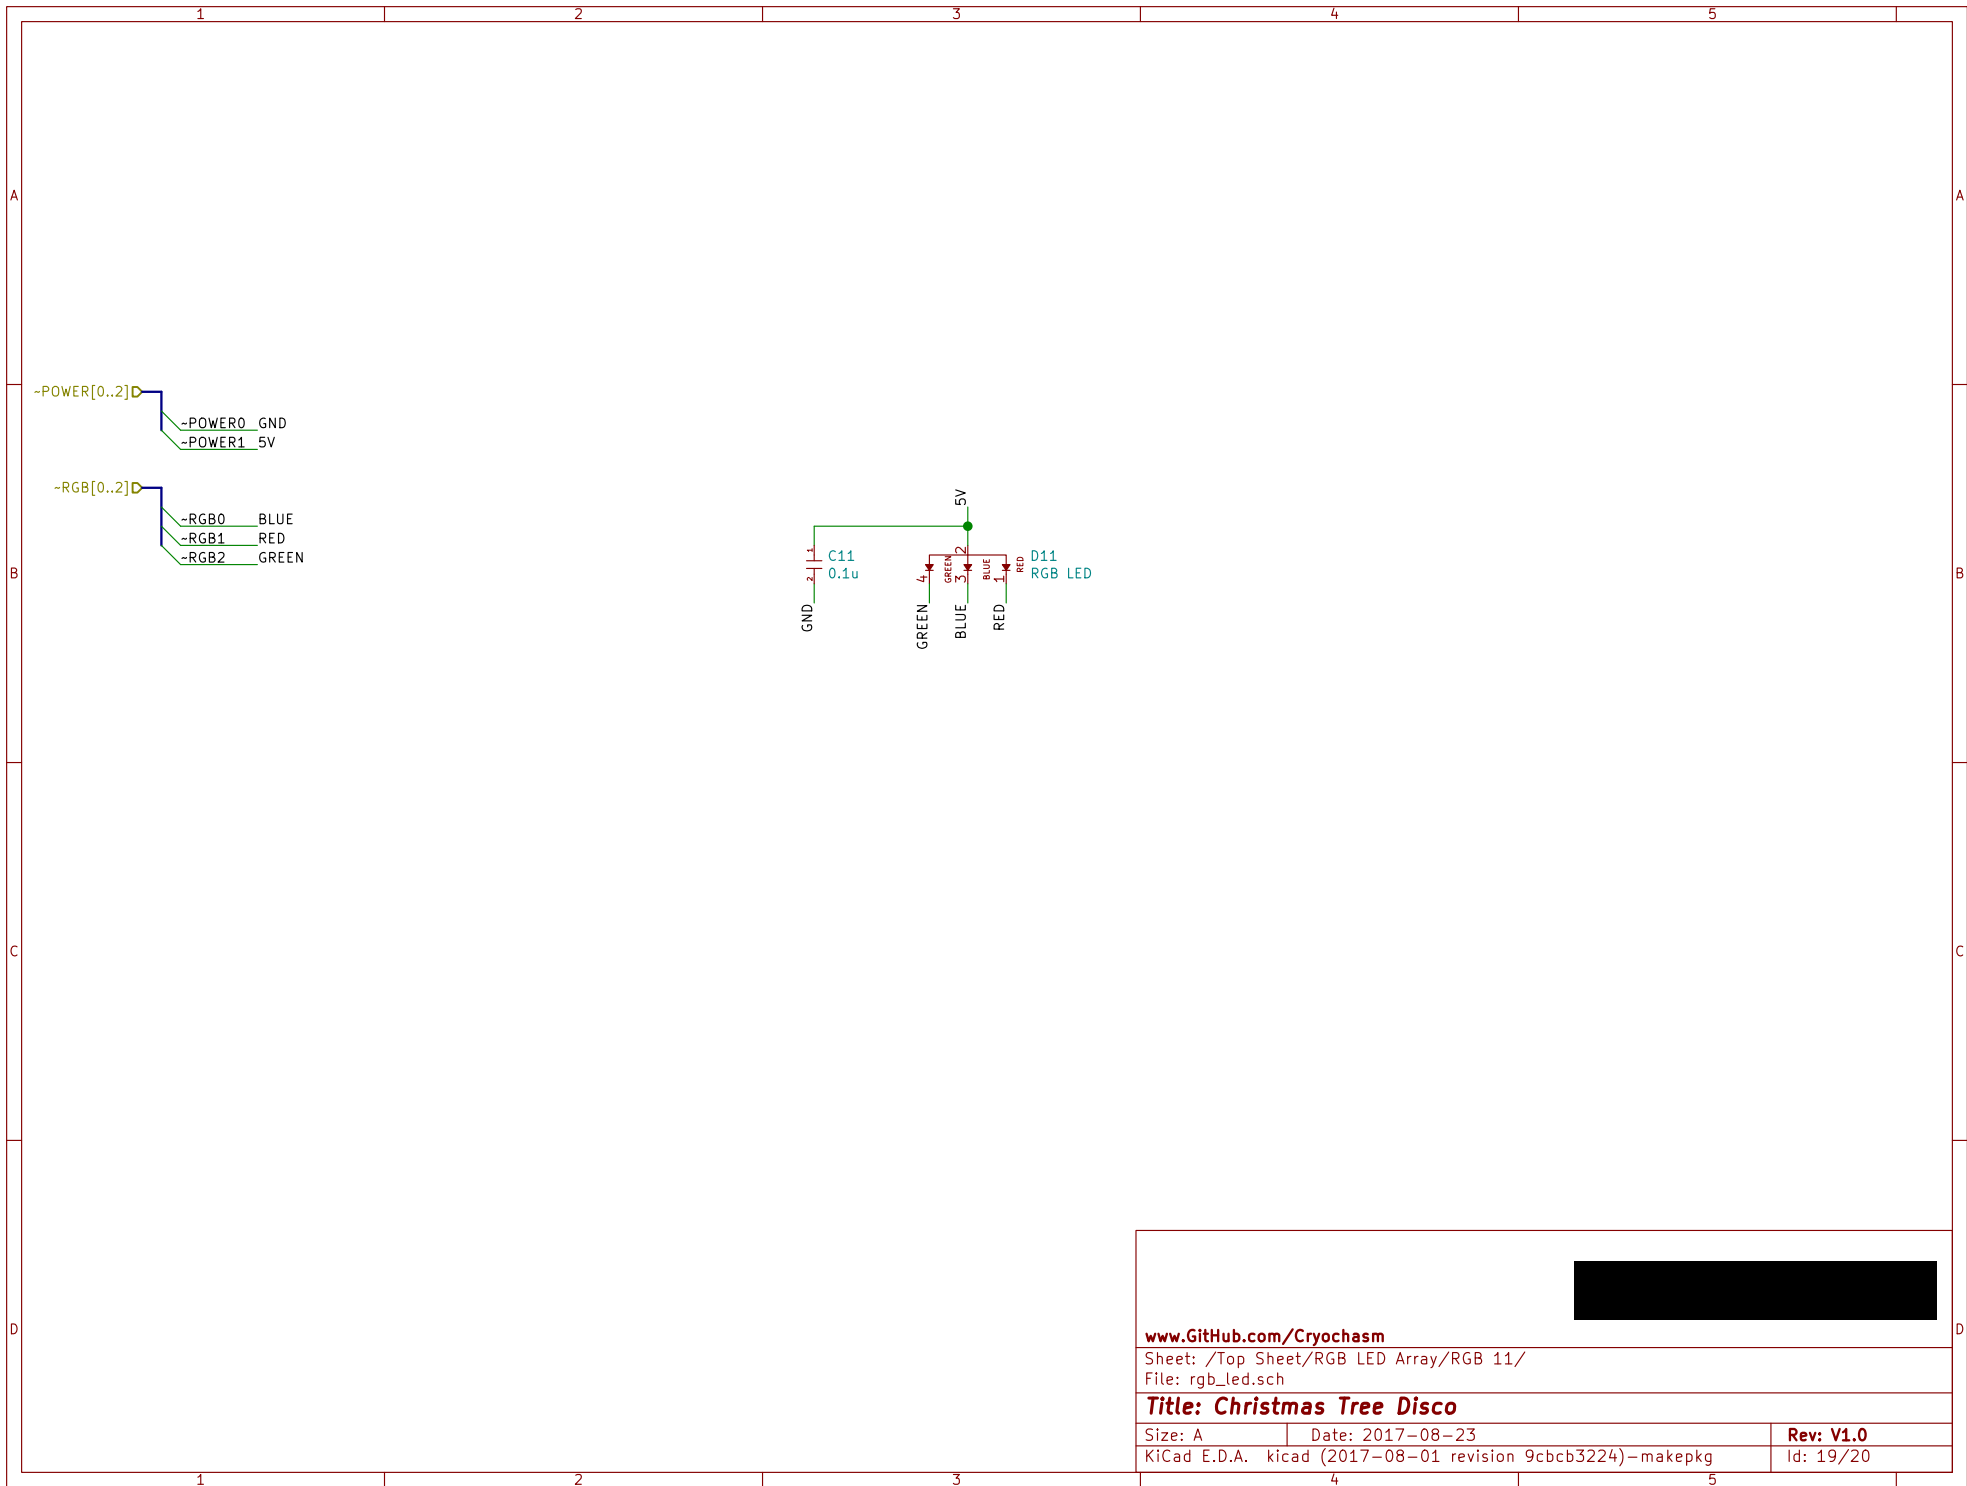 1 2 3 4 5
A A
~POWER[0..2]
~POWER0 GND
~POWER1 5V
~RGB[0..2]
~RGB0 BLUE
~RGB1 RED
~RGB2 GREEN
5V
1
C11
0.1u
2
GND
2
GREEN
BLUE
RED
4
3
1
D11
RGB LED
GREEN
BLUE
RED
B B
C C
D D
www.GitHub.com/Cryochasm
Sheet: /Top Sheet/RGB LED Array/RGB 11/
File: rgb_led.sch
Title: Christmas Tree Disco
Size: A Date: 2017-08-23 Rev: V1.0
KiCad E.D.A. kicad (2017-08-01 revision 9cbcb3224)-makepkg Id: 19/20
1 2 3 4 5